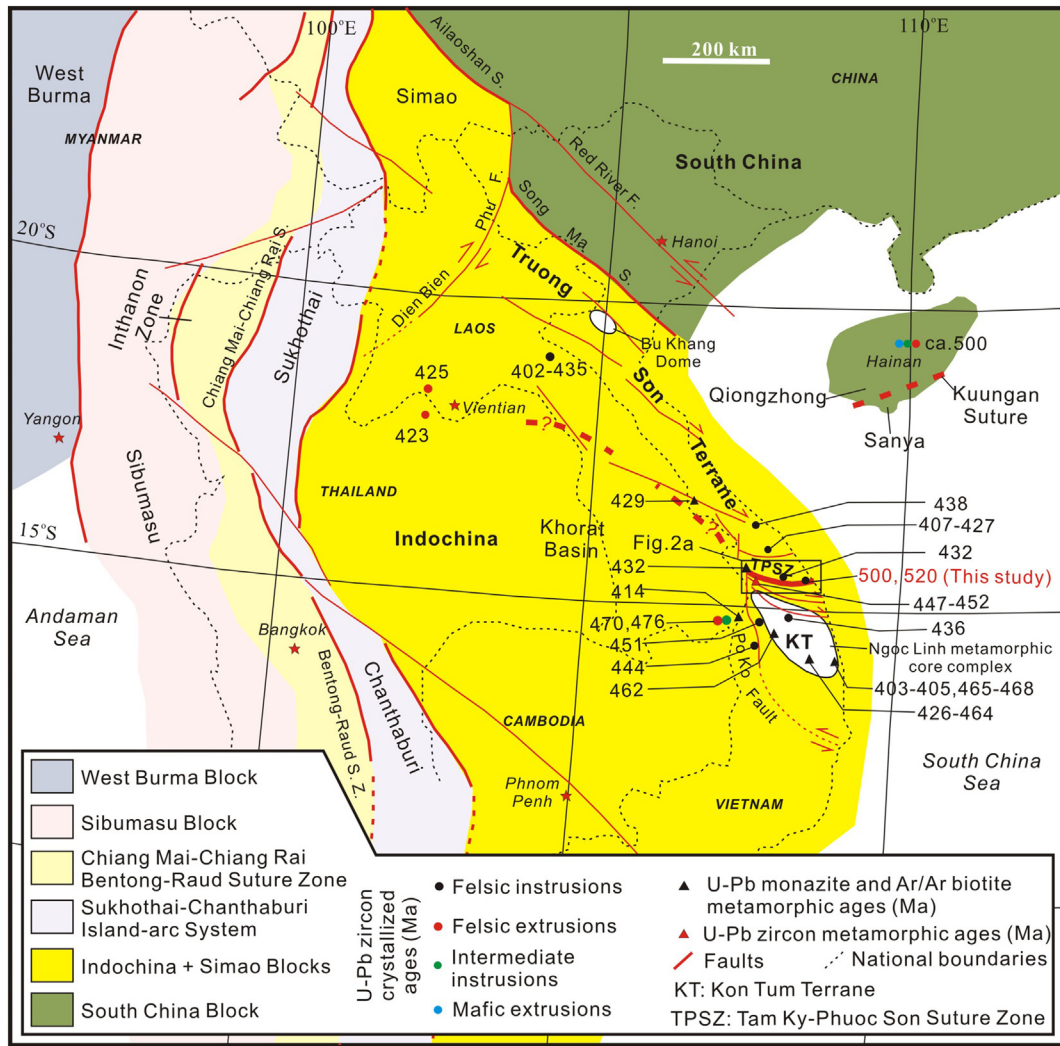 100°E
110°E
Ailaoshan S.
200 km
West
Burma
Simao
CHINA
MYANMAR
South China
Red River F.
20°S
Phu F.
Song Ma S.
Hanoi
Dien Bien
Truong
Inthanon
Zone
Chiang Mai-Chiang Rai S.
Sukhothai
LAOS
Bu Khang
Dome
ca.500
Hainan
425
402-435
Son
Qiongzhong
Kuungan
Suture
Vientian
Sanya
Yangon
423
?
Terrane
Sibumasu
THAILAND
429
438
Khorat
Basin
?
407-427
15°S
Indochina
Fig.2a
432
TPSZ
432
500, 520 (This study)
414
447-452
Andaman
Sea
470,476
436
Bangkok
451
KT
Ngoc Linh metamorphic
core complex
Po Ko
Fault
444
462
403-405,465-468
426-464
Bentong-Raud S. Z.
Chanthaburi
CAMBODIA
South China
Sea
Phnom
Penh
VIETNAM
West Burma Block
Sibumasu Block
Chiang Mai-Chiang Rai
Bentong-Raud Suture Zone
Sukhothai-Chanthaburi
Island-arc System
Indochina + Simao Blocks
South China Block
U-Pb zircon
crystallized
ages (Ma)
Felsic instrusions
Felsic extrusions
Intermediate
instrusions
Mafic extrusions
U-Pb monazite and Ar/Ar biotite
metamorphic ages (Ma)
U-Pb zircon metamorphic ages (Ma)
Faults
National boundaries
KT: Kon Tum Terrane
TPSZ: Tam Ky-Phuoc Son Suture Zone